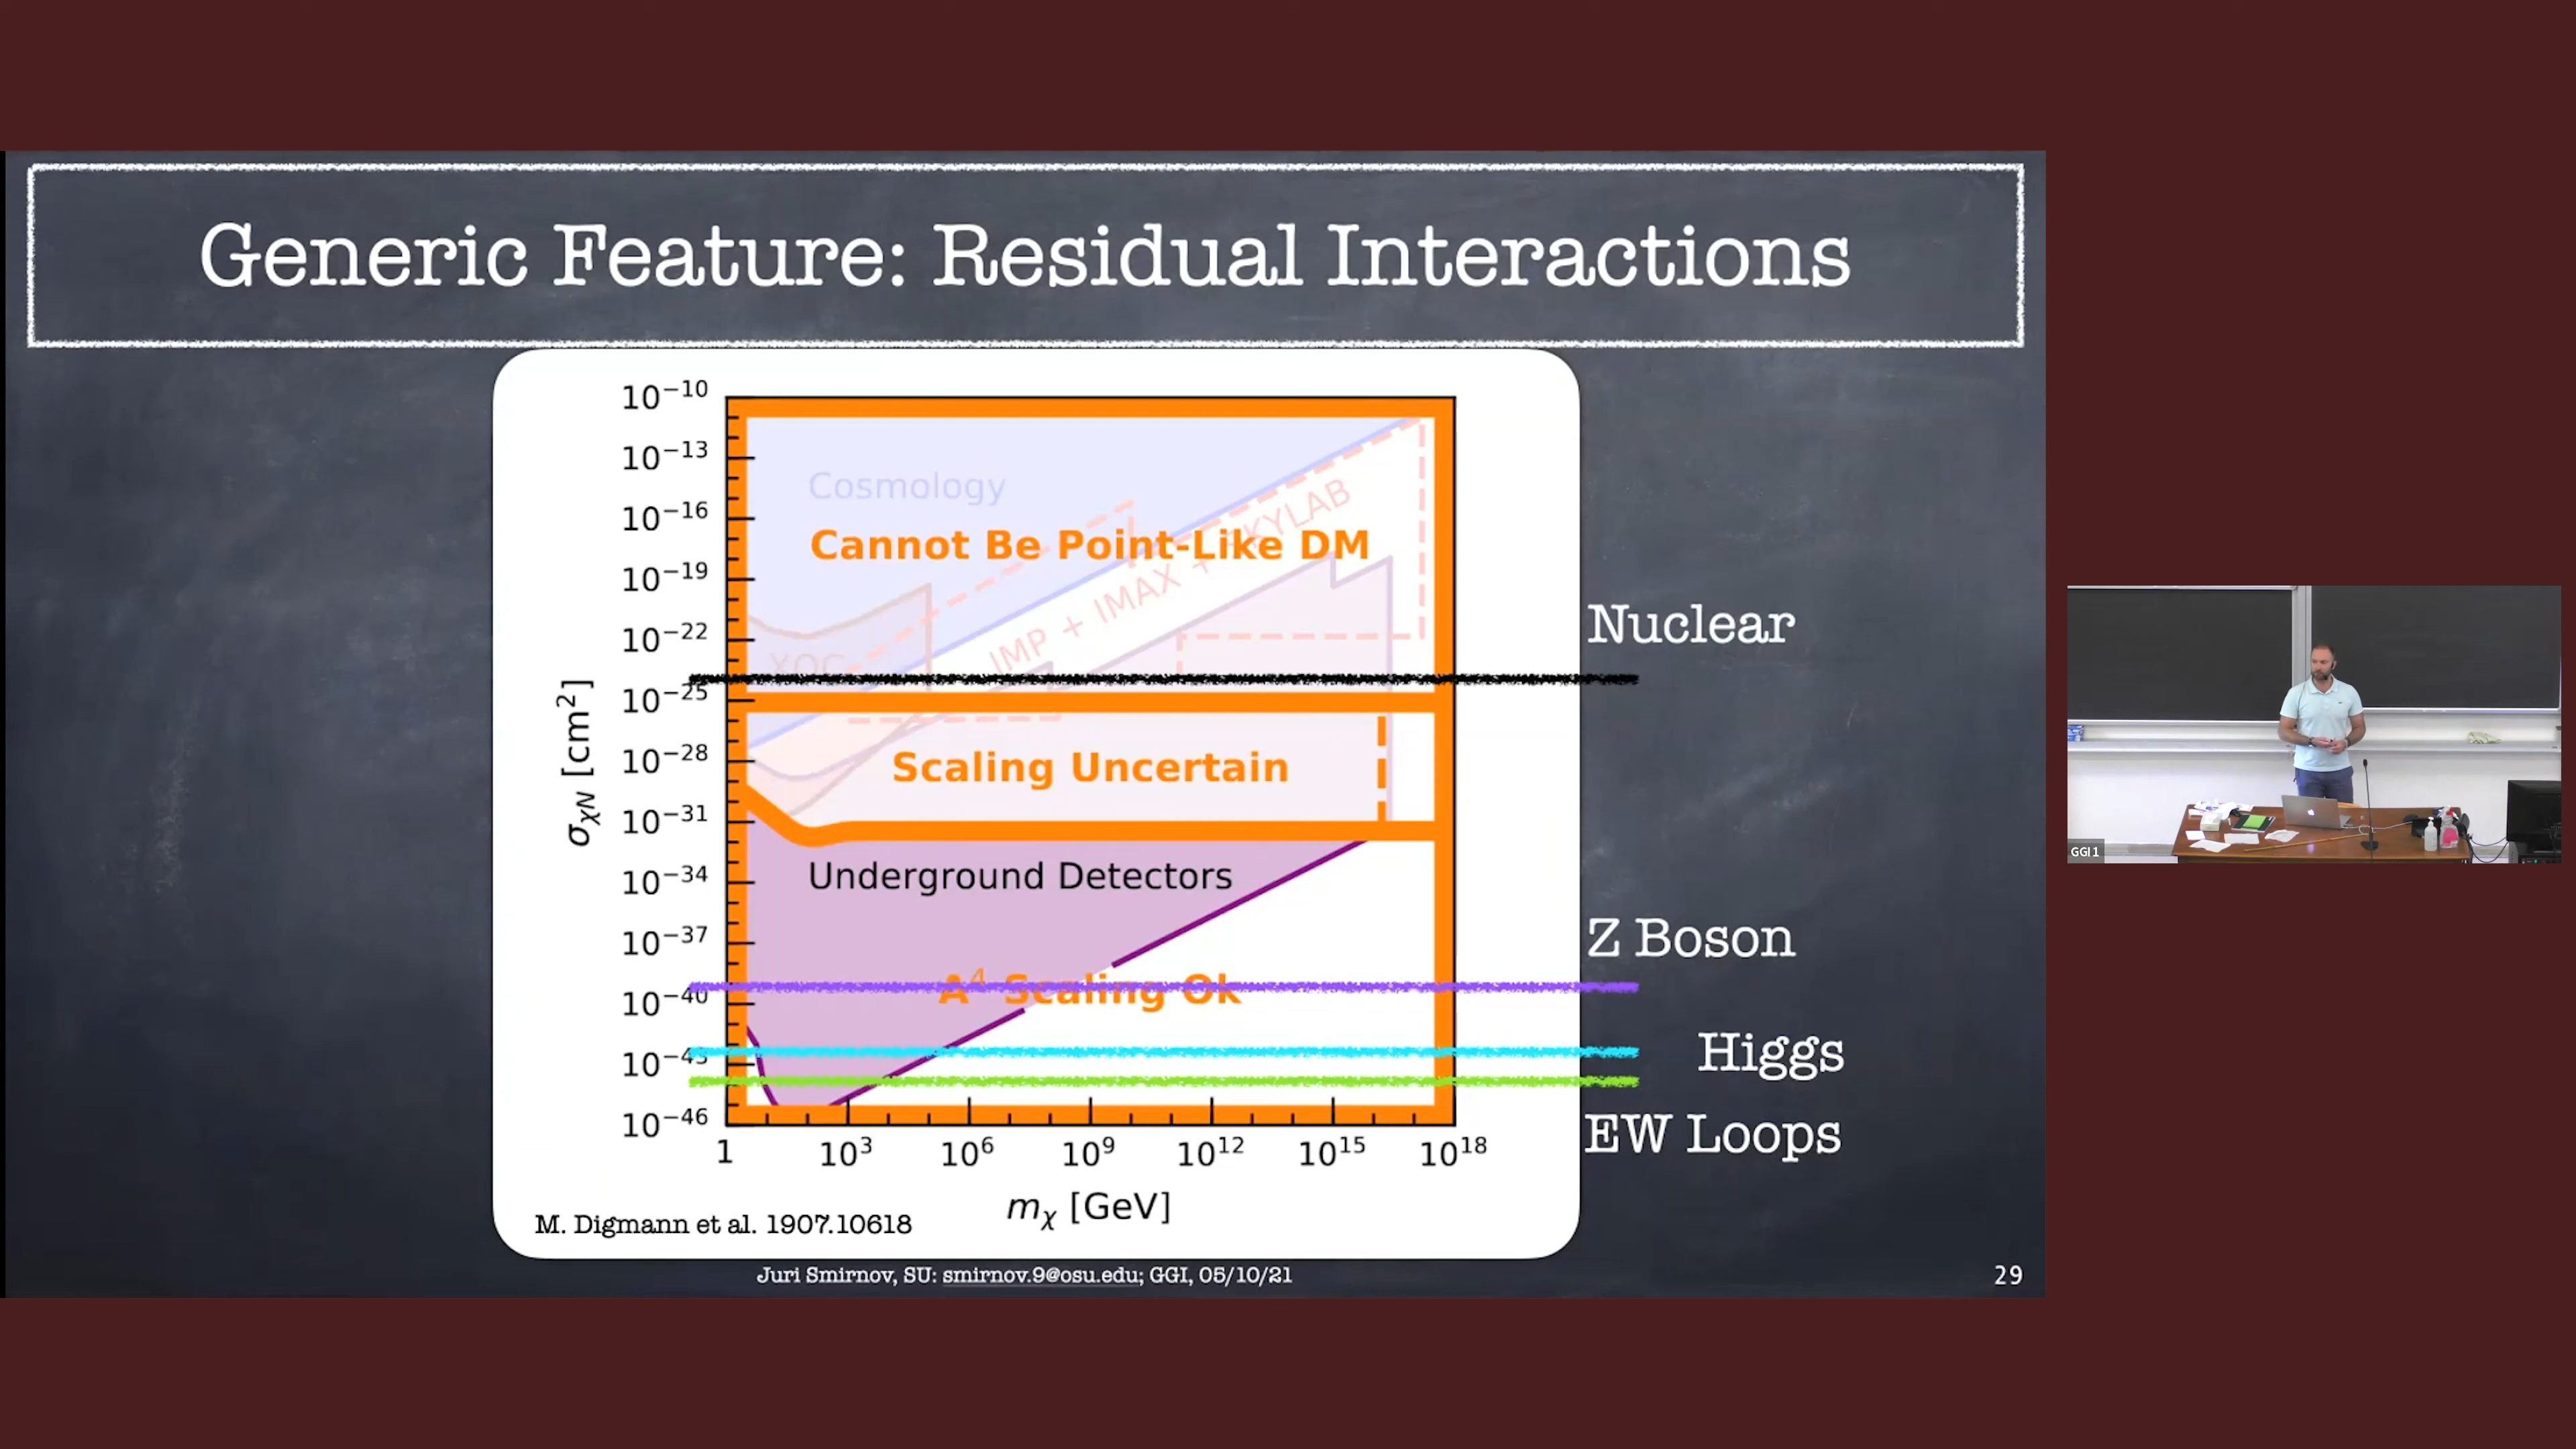 Generic Feature: Residual Interactions
10⁻¹⁰
10⁻¹³
10⁻¹⁶
10⁻¹⁹
10⁻²²
10⁻²⁵
10⁻²⁸
10⁻³¹
10⁻³⁴
10⁻³⁷
10⁻⁴⁰
10⁻⁴³
10⁻⁴⁶
σχN [cm²]
Cosmology
Cannot Be Point-Like DM
IMP + IMAX + SKYLAB
XQC
Scaling Uncertain
Underground Detectors
A⁴ Scaling Ok
1
10³
10⁶
10⁹
10¹²
10¹⁵
10¹⁸
mχ [GeV]
M. Digmann et al. 1907.10618
Nuclear
Z Boson
Higgs
EW Loops
Juri Smirnov, SU: smirnov.9@osu.edu; GGI, 05/10/21
29
GGI 1